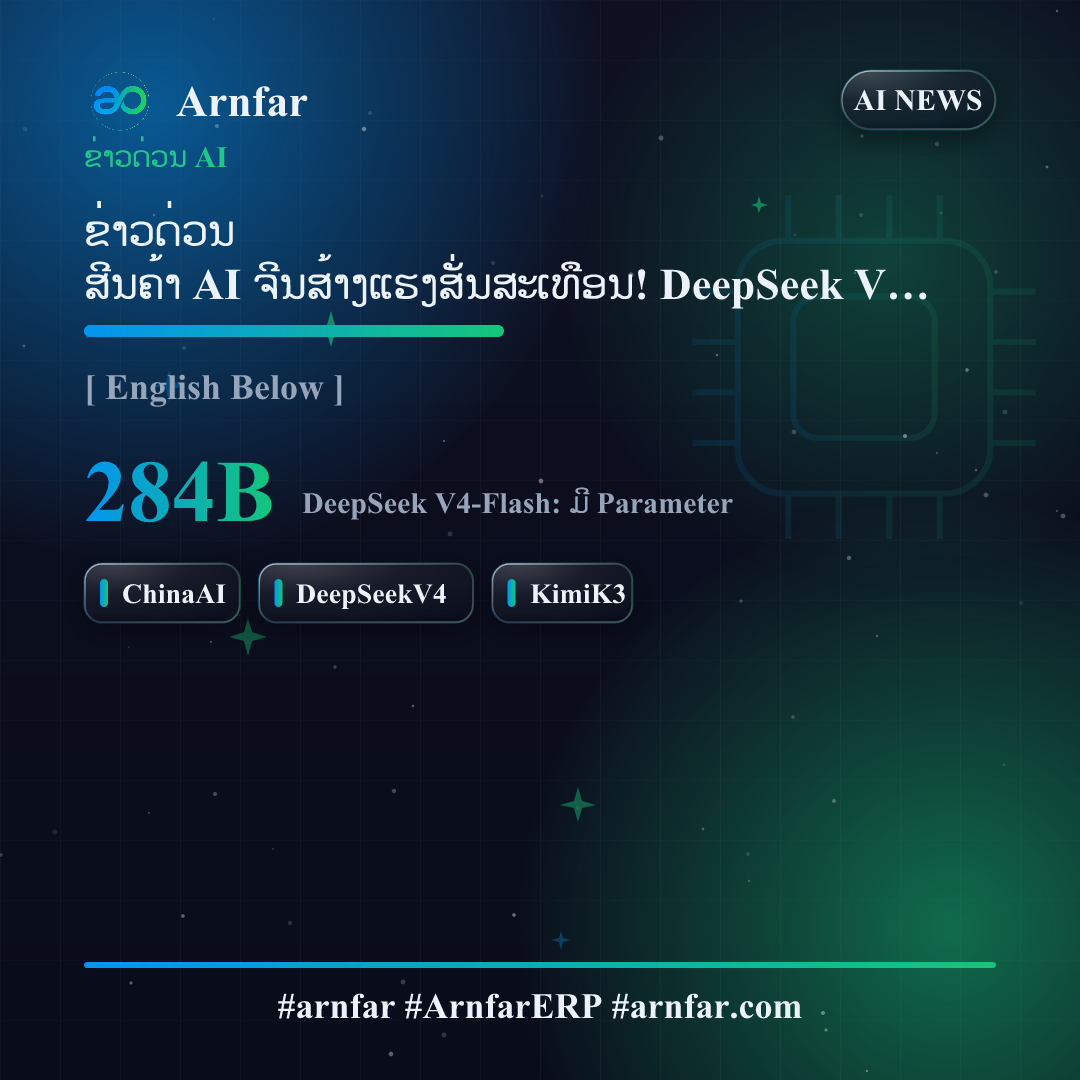 Arnfar
AI NEWS
ຂ່າວດ່ວນ AI
ຂ່າວດ່ວນ
ສິນຄ້າ AI ຈີນສ້າງແຮງສັ່ນສະເທືອນ! DeepSeek V…
[ English Below ]
284B DeepSeek V4-Flash: ມີ Parameter
ChinaAI DeepSeekV4 KimiK3
#arnfar #ArnfarERP #arnfar.com